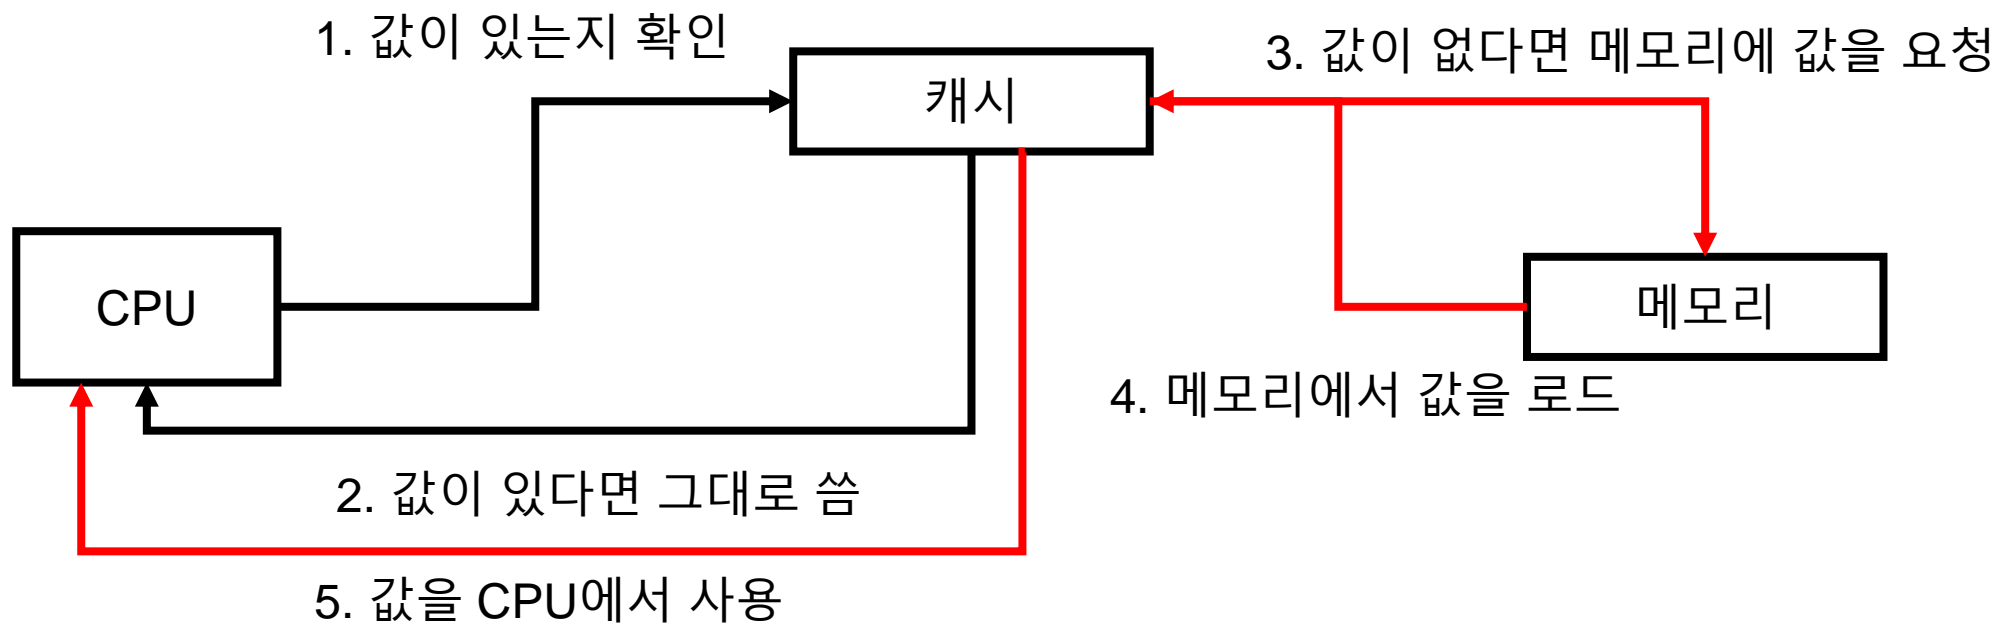 1. 값이 있는지 확인
3. 값이 없다면 메모리에 값을 요청
캐시
CPU
메모리
4. 메모리에서 값을 로드
2. 값이 있다면 그대로 씀
5. 값을 CPU에서 사용